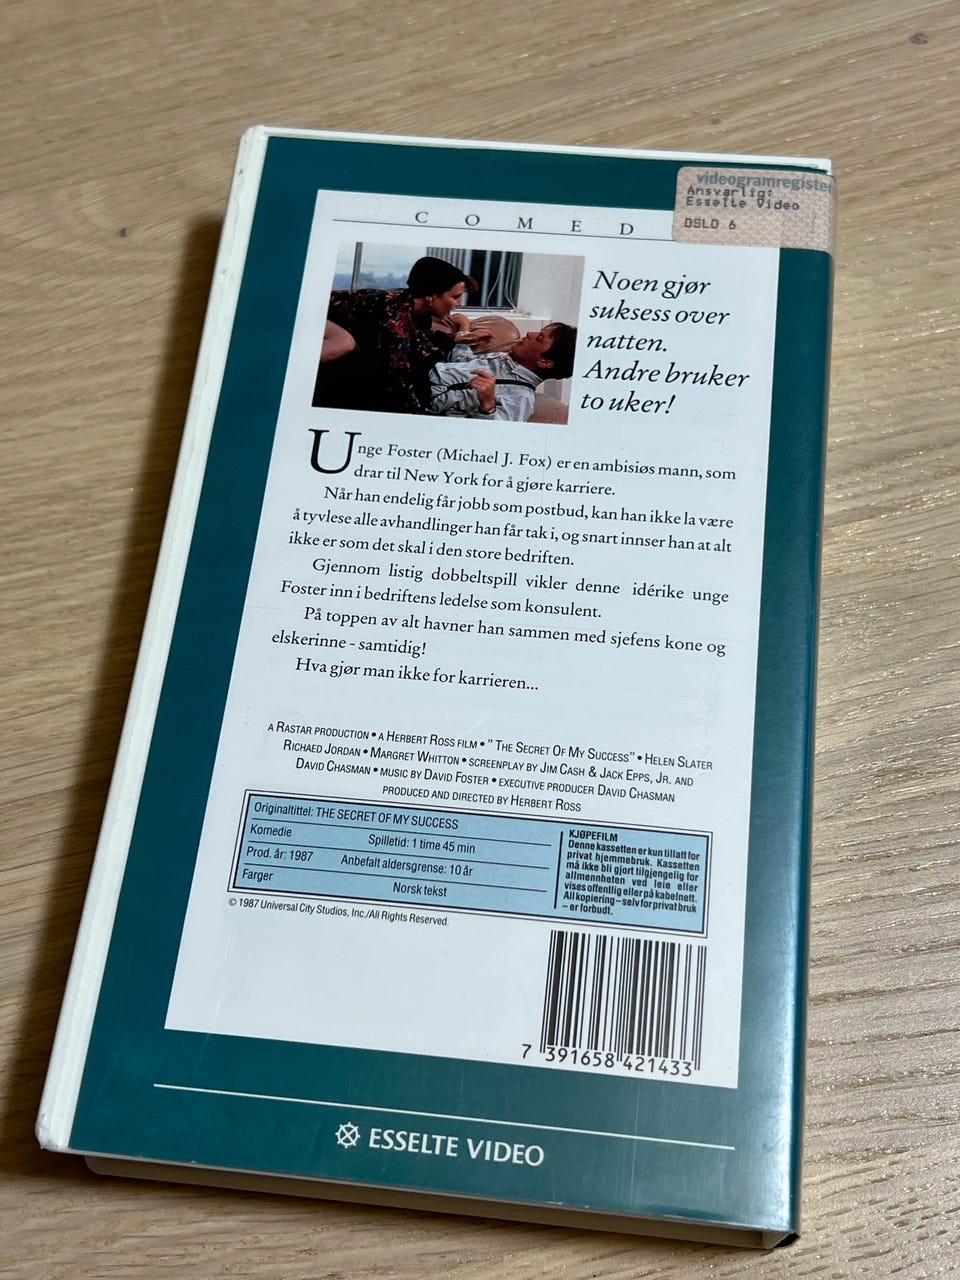 videogramregister
Ansvarlig:
Esselte Video
OSLO 6
COMED
Noen gjør
suksess over
natten.
Andre bruker
to uker!
Unge Foster (Michael J. Fox) er en ambisiøs mann, som
drar til New York for å gjøre karriere.
Når han endelig får jobb som postbud, kan han ikke la være
å tyvlese alle avhandlinger han får tak i, og snart innser han at alt
ikke er som det skal i den store bedriften.
Gjennom listig dobbeltspill vikler denne idérike unge
Foster inn i bedriftens ledelse som konsulent.
På toppen av alt havner han sammen med sjefens kone og
elskerinne - samtidig!
Hva gjør man ikke for karrieren...
A RASTAR PRODUCTION • A HERBERT ROSS FILM • " THE SECRET OF MY SUCCESS" • HELEN SLATER
RICHAED JORDAN • MARGRET WHITTON • SCREENPLAY BY JIM CASH & JACK EPPS, JR. AND
DAVID CHASMAN • MUSIC BY DAVID FOSTER • EXECUTIVE PRODUCER DAVID CHASMAN
PRODUCED AND DIRECTED BY HERBERT ROSS
Originaltittel: THE SECRET OF MY SUCCESS
Komedie Spilletid: 1 time 45 min
Prod. år: 1987 Anbefalt aldersgrense: 10 år
Farger Norsk tekst
KJØPEFILM
Denne kassetten er kun tillatt for
privat hjemmebruk. Kassetten
må ikke bli gjort tilgjengelig for
allmennheten ved leie eller
vises offentlig eller på kabelnett.
All kopiering – selv for privat bruk
– er forbudt.
© 1987 Universal City Studios, Inc./All Rights Reserved.
7 391658 421433
ESSELTE VIDEO